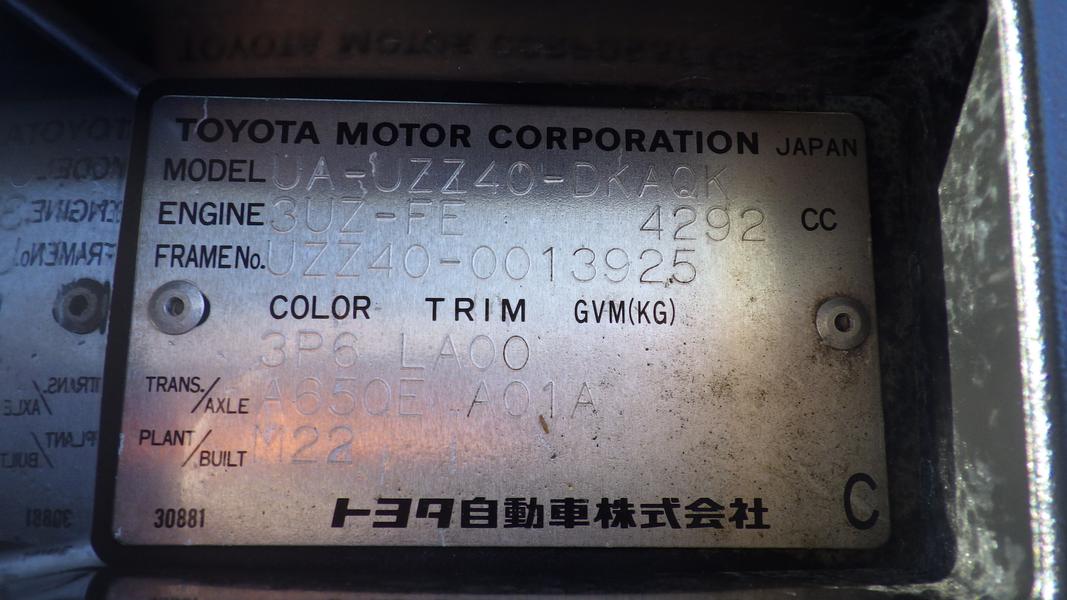 TOYOTA MOTOR CORPORATION JAPAN
MODEL UA-UZZ40-DKAQK
ENGINE 3UZ-FE 4292 CC
FRAME No. UZZ40-0013925
COLOR TRIM GVM(KG)
3P6 LA00
TRANS./AXLE A650E A01A
PLANT/BUILT M22
30881 トヨタ自動車株式会社 C